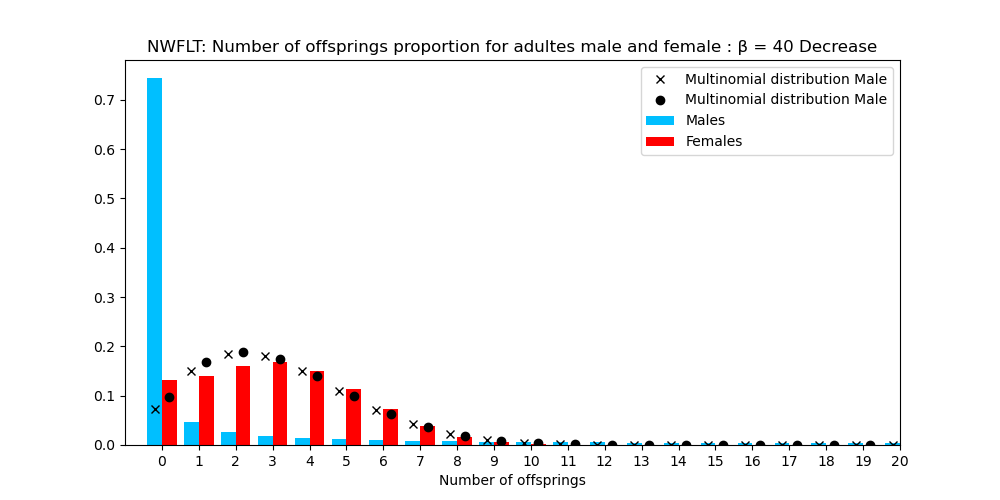 NWFLT: Number of offsprings proportion for adultes male and female : β = 40 Decrease
Multinomial distribution Male
Multinomial distribution Male
Males
Females
0.7
0.6
0.5
0.4
0.3
0.2
0.1
0.0
0 1 2 3 4 5 6 7 8 9 10 11 12 13 14 15 16 17 18 19 20
Number of offsprings